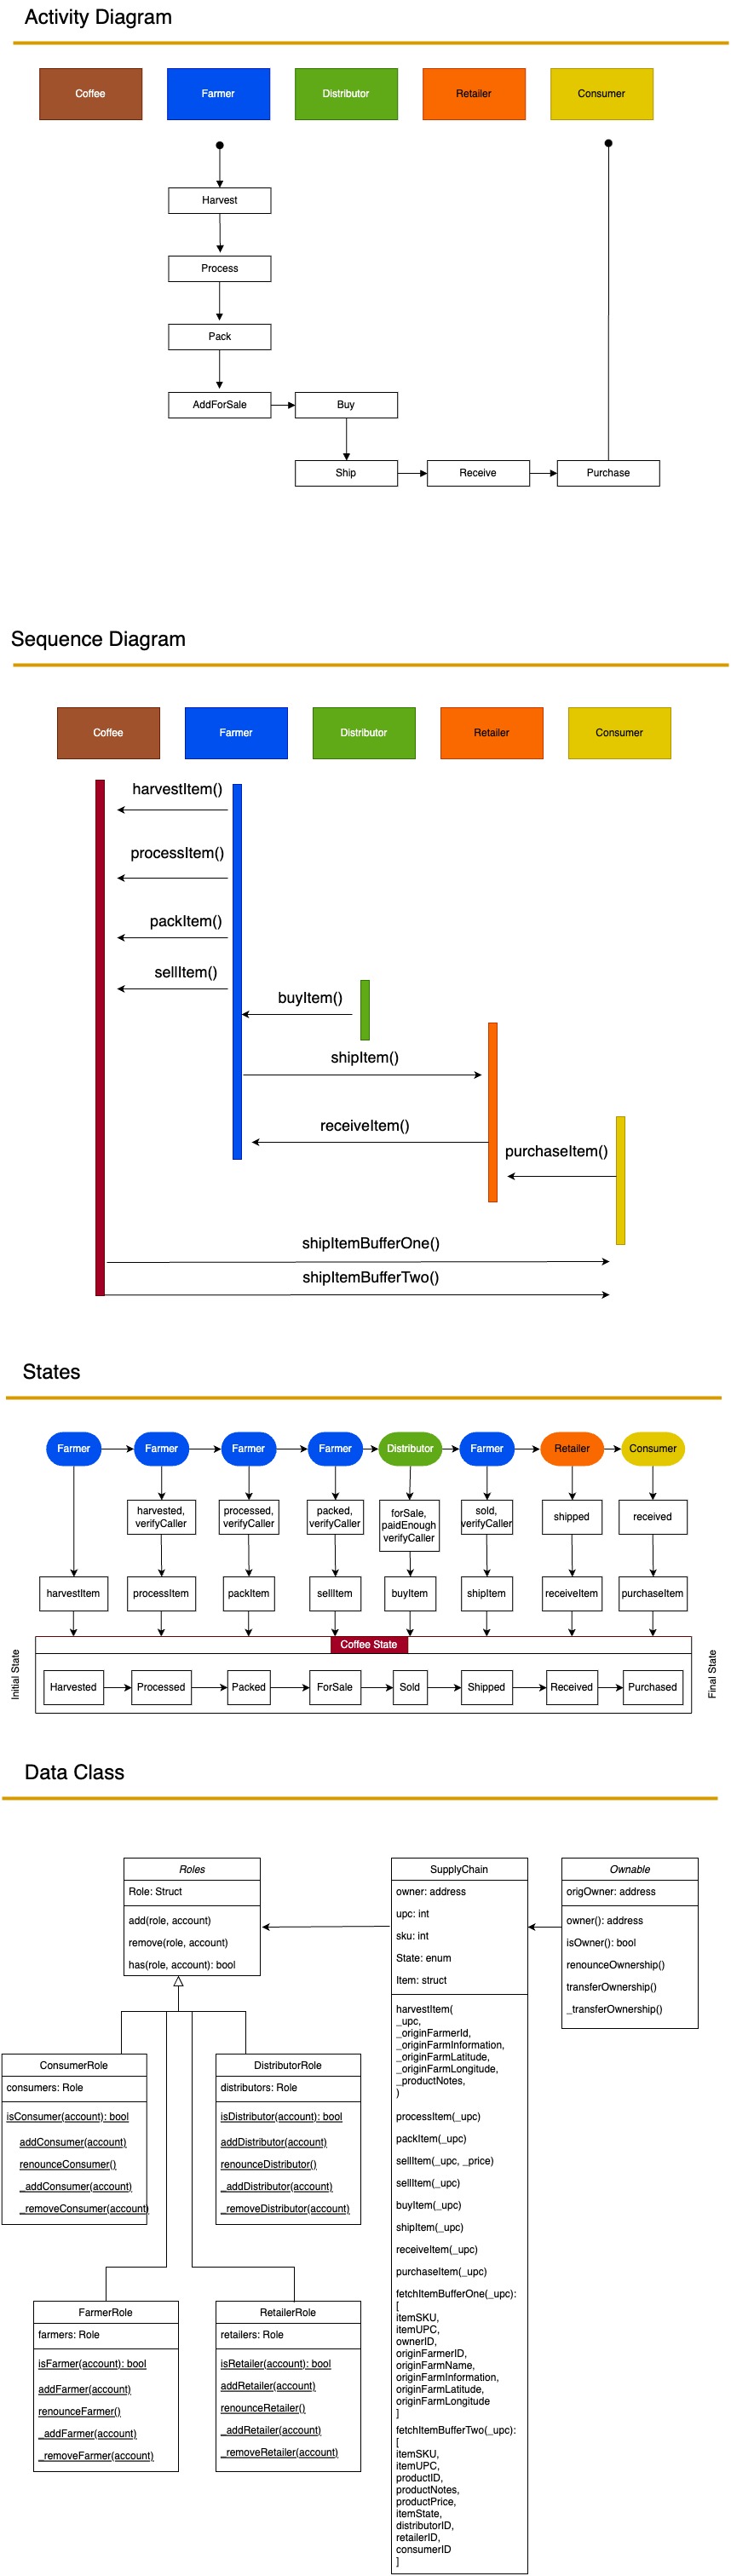 Activity Diagram
Coffee
Farmer
Distributor
Retailer
Consumer
Harvest
Process
Pack
AddForSale
Buy
Ship
Receive
Purchase
Sequence Diagram
Coffee
Farmer
Distributor
Retailer
Consumer
harvestItem()
processItem()
packItem()
sellItem()
buyItem()
shipItem()
receiveItem()
purchaseItem()
shipItemBufferOne()
shipItemBufferTwo()
States
Farmer
Farmer
Farmer
Farmer
Distributor
Farmer
Retailer
Consumer
harvested,
verifyCaller
processed,
verifyCaller
packed,
verifyCaller
forSale,
paidEnough
verifyCaller
sold,
verifyCaller
shipped
received
harvestItem
processItem
packItem
sellItem
buyItem
shipItem
receiveItem
purchaseItem
Coffee State
Initial State
Harvested
Processed
Packed
ForSale
Sold
Shipped
Received
Purchased
Final State
Data Class
Roles
Role: Struct
add(role, account)
remove(role, account)
has(role, account): bool
SupplyChain
owner: address
upc: int
sku: int
State: enum
Item: struct
harvestItem(
_upc,
_originFarmerId,
_originFarmInformation,
_originFarmLatitude,
_originFarmLongitude,
_productNotes,
)
processItem(_upc)
packItem(_upc)
sellItem(_upc, _price)
sellItem(_upc)
buyItem(_upc)
shipItem(_upc)
receiveItem(_upc)
purchaseItem(_upc)
fetchItemBufferOne(_upc):
[
itemSKU,
itemUPC,
ownerID,
originFarmerID,
originFarmName,
originFarmInformation,
originFarmLatitude,
originFarmLongitude
]
fetchItemBufferTwo(_upc):
[
itemSKU,
itemUPC,
productID,
productNotes,
productPrice,
itemState,
distributorID,
retailerID,
consumerID
]
Ownable
origOwner: address
owner(): address
isOwner(): bool
renounceOwnership()
transferOwnership()
_transferOwnership()
ConsumerRole
consumers: Role
isConsumer(account): bool
addConsumer(account)
renounceConsumer()
_addConsumer(account)
_removeConsumer(account)
DistributorRole
distributors: Role
isDistributor(account): bool
addDistributor(account)
renounceDistributor()
_addDistributor(account)
_removeDistributor(account)
FarmerRole
farmers: Role
isFarmer(account): bool
addFarmer(account)
renounceFarmer()
_addFarmer(account)
_removeFarmer(account)
RetailerRole
retailers: Role
isRetailer(account): bool
addRetailer(account)
renounceRetailer()
_addRetailer(account)
_removeRetailer(account)